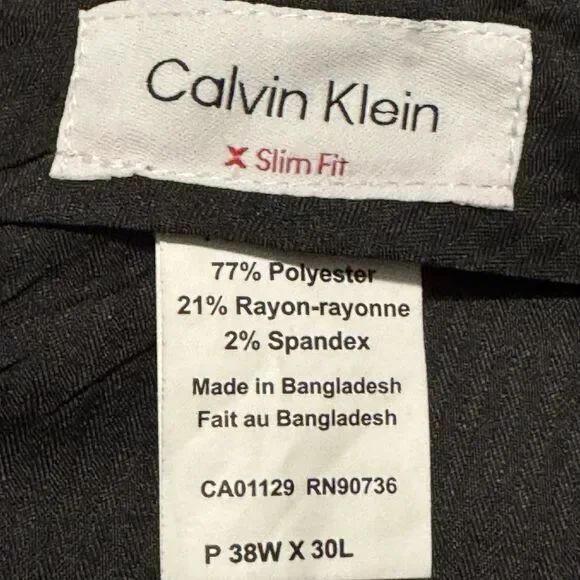 Calvin Klein
X Slim Fit
77% Polyester
21% Rayon-rayonne
2% Spandex
Made in Bangladesh
Fait au Bangladesh
CA01129 RN90736
P 38W X 30L